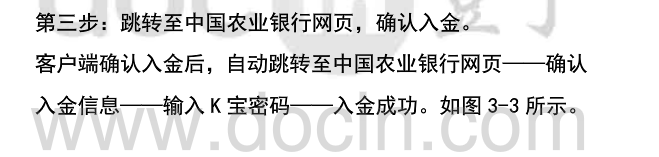 第三步：跳转至中国农业银行网页，确认入金。
客户端确认入金后，自动跳转至中国农业银行网页——确认
入金信息——输入 K 宝密码——入金成功。如图 3-3 所示。
www.docin.com